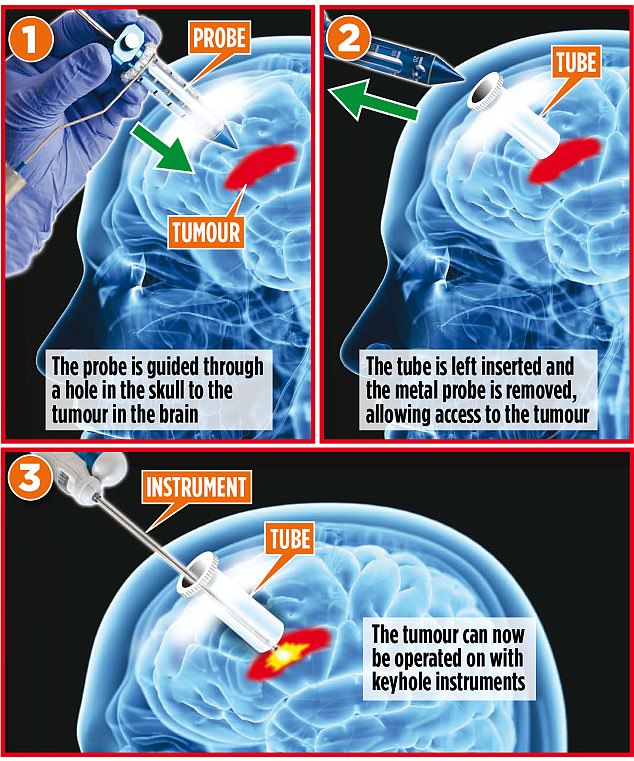 1
PROBE
TUMOUR
The probe is guided through
a hole in the skull to the
tumour in the brain
2
TUBE
The tube is left inserted and
the metal probe is removed,
allowing access to the tumour
3
INSTRUMENT
TUBE
The tumour can now
be operated on with
keyhole instruments